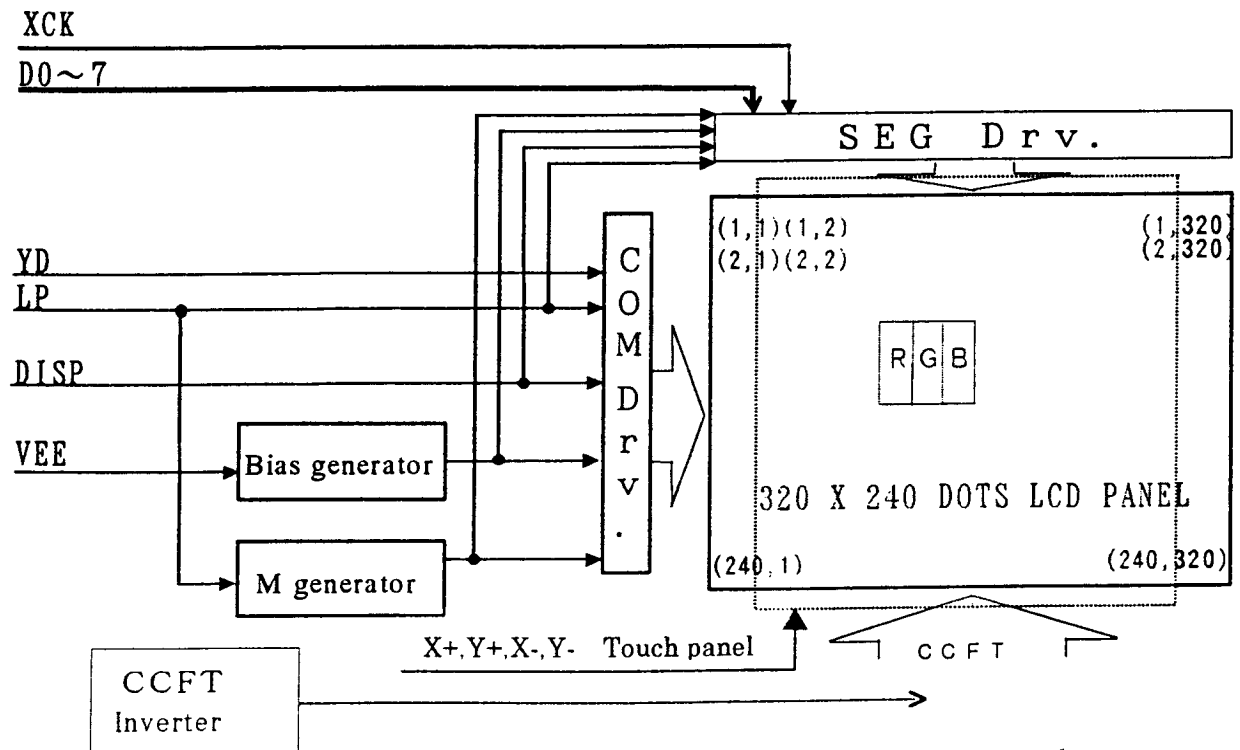 XCK
D0～7
SEG Drv.
(1,1)(1,2) (1,320)
(2,1)(2,2) (2,320)
YD
LP
COM Drv.
R G B
DISP
VEE
Bias generator
320 X 240 DOTS LCD PANEL
M generator
(240,1) (240,320)
X+,Y+,X-,Y- Touch panel
CCFT
CCFT
Inverter